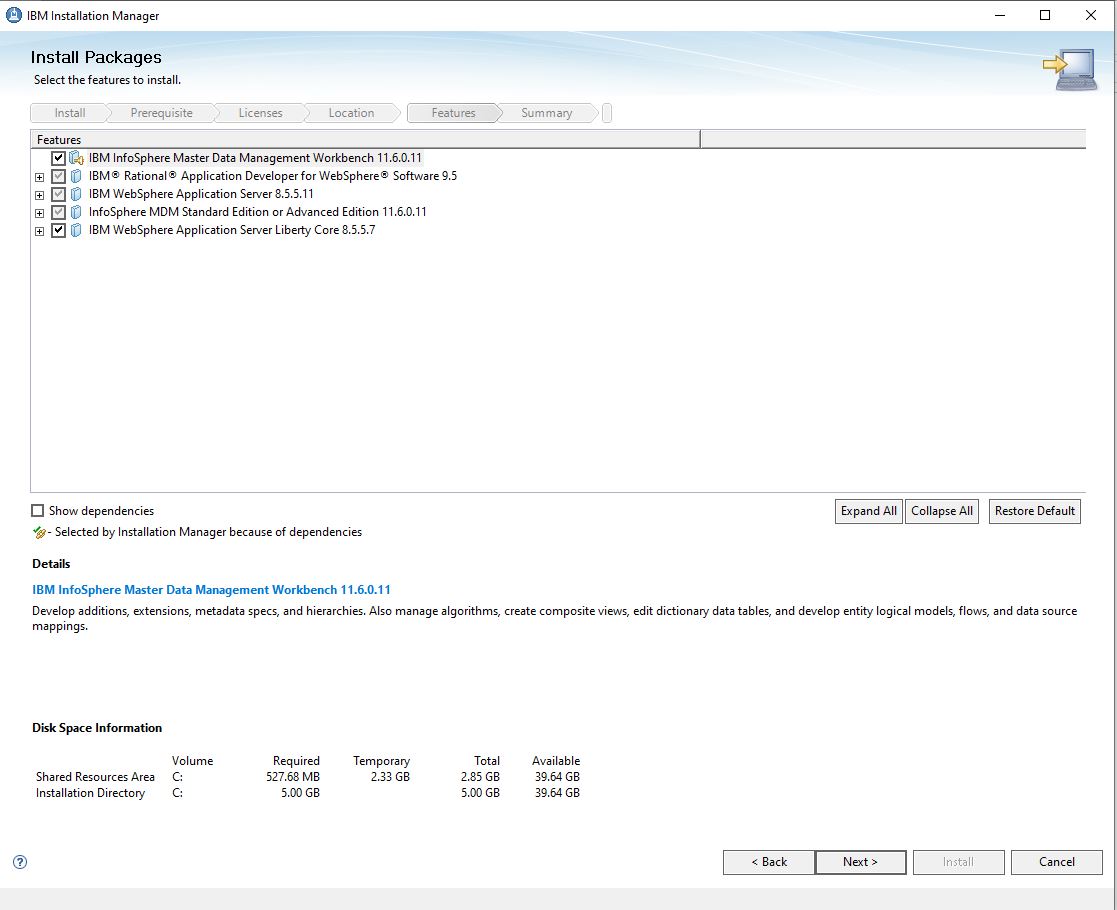 IBM Installation Manager
Install Packages
Select the features to install.
Install Prerequisite Licenses Location Features Summary
Features
IBM InfoSphere Master Data Management Workbench 11.6.0.11
IBM® Rational® Application Developer for WebSphere® Software 9.5
IBM WebSphere Application Server 8.5.5.11
InfoSphere MDM Standard Edition or Advanced Edition 11.6.0.11
IBM WebSphere Application Server Liberty Core 8.5.5.7
Show dependencies Expand All Collapse All Restore Default
- Selected by Installation Manager because of dependencies
Details
IBM InfoSphere Master Data Management Workbench 11.6.0.11
Develop additions, extensions, metadata specs, and hierarchies. Also manage algorithms, create composite views, edit dictionary data tables, and develop entity logical models, flows, and data source
mappings.
Disk Space Information
Volume Required Temporary Total Available
Shared Resources Area C: 527.68 MB 2.33 GB 2.85 GB 39.64 GB
Installation Directory C: 5.00 GB 5.00 GB 39.64 GB
? < Back Next > Install Cancel